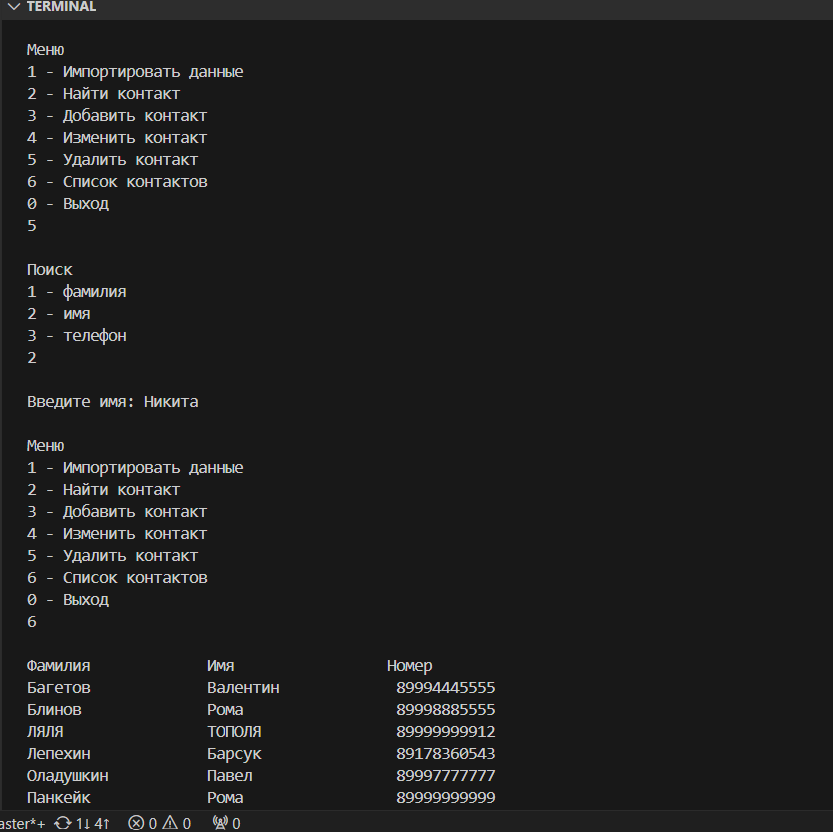 TERMINAL
Меню
1 - Импортировать данные
2 - Найти контакт
3 - Добавить контакт
4 - Изменить контакт
5 - Удалить контакт
6 - Список контактов
0 - Выход
5
Поиск
1 - фамилия
2 - имя
3 - телефон
2
Введите имя: Никита
Меню
1 - Импортировать данные
2 - Найти контакт
3 - Добавить контакт
4 - Изменить контакт
5 - Удалить контакт
6 - Список контактов
0 - Выход
6
Фамилия Имя Номер
Багетов Валентин 89994445555
Блинов Рома 89998885555
ЛЯЛЯ ТОПОЛЯ 89999999912
Лепехин Барсук 89178360543
Оладушкин Павел 89997777777
Панкейк Рома 89999999999
aster*+ 1↓ 4↑ 0 0 0